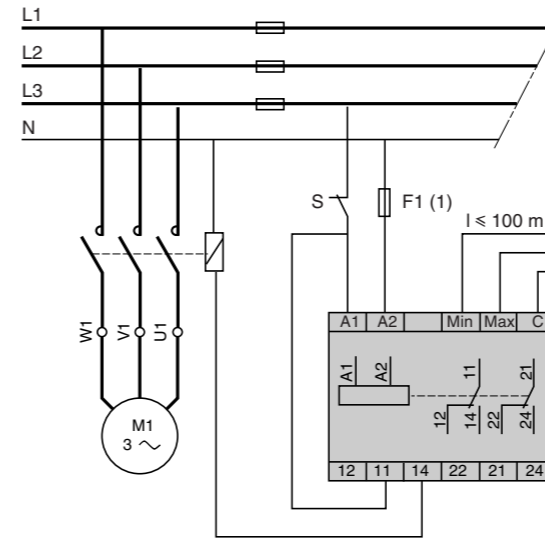 L1
L2
L3
N
S
F1 (1)
l ≤ 100 m
A1 A2 Min Max C
W1 V1 U1
A1 A2 11 21
12 14 22 24
M1
3 ~
12 11 14 22 21 24